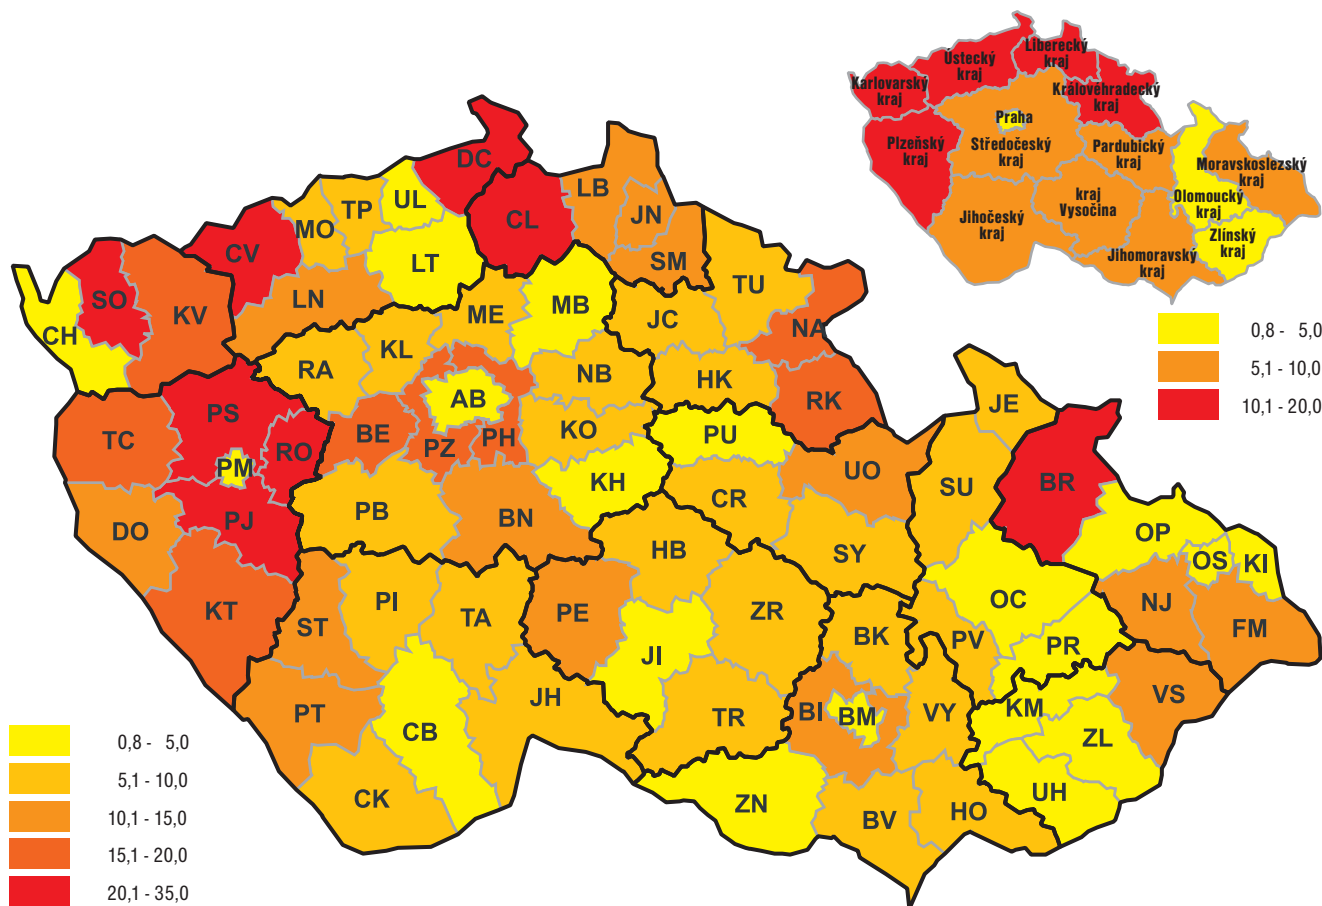 Karlovarský
kraj
Ústecký
kraj
Liberecký
kraj
Královéhradecký
kraj
Praha
Plzeňský
kraj
Středočeský
kraj
Pardubický
kraj
Moravskoslezský
kraj
Olomoucký
kraj
kraj
Vysočina
Jihočeský
kraj
Zlínský
kraj
Jihomoravský
kraj
0,8 - 5,0
5,1 - 10,0
10,1 - 20,0
DC
UL
LB
TP
JN
MO
CL
CV
LT
SM
TU
SO
LN
MB
KV
ME
JC
NA
CH
KL
RA
NB
HK
AB
RK
JE
PS
BE
PH
KO
PU
TC
RO
PZ
PM
UO
KH
SU
BR
CR
PB
BN
PJ
DO
OP
HB
SY
OS
KI
PI
OC
NJ
KT
TA
PE
ZR
ST
BK
FM
PV
PR
JI
VS
JH
PT
TR
BI
BM
VY
KM
CB
ZL
CK
ZN
UH
BV
HO
0,8 - 5,0
5,1 - 10,0
10,1 - 15,0
15,1 - 20,0
20,1 - 35,0